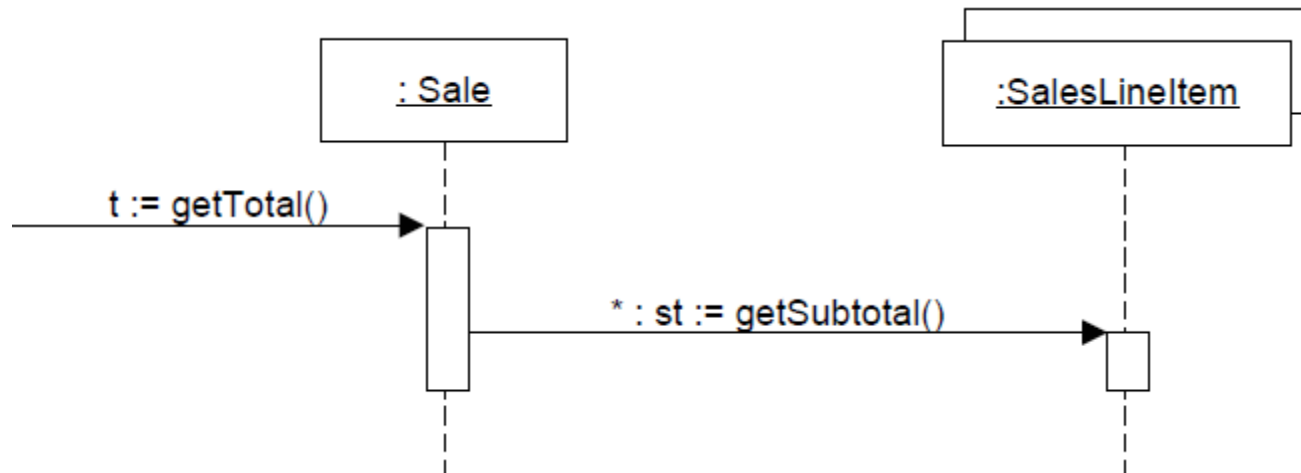 : Sale
:SalesLineItem
t := getTotal()
* : st := getSubtotal()